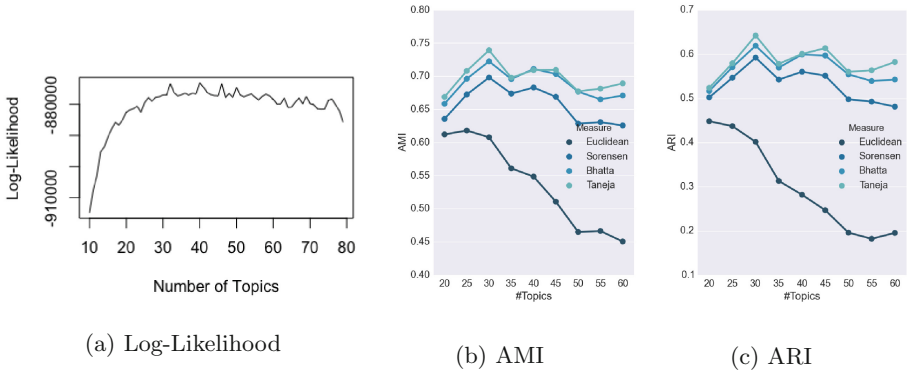 Log-Likelihood
-880000
-910000
10 20 30 40 50 60 70 80
Number of Topics
(a) Log-Likelihood
AMI
0.80
0.75
0.70
0.65
0.60
0.55
0.50
0.45
0.40
20 25 30 35 40 45 50 55 60
#Topics
Measure
Euclidean
Sorensen
Bhatta
Taneja
(b) AMI
ARI
0.7
0.6
0.5
0.4
0.3
0.2
0.1
20 25 30 35 40 45 50 55 60
#Topics
Measure
Euclidean
Sorensen
Bhatta
Taneja
(c) ARI